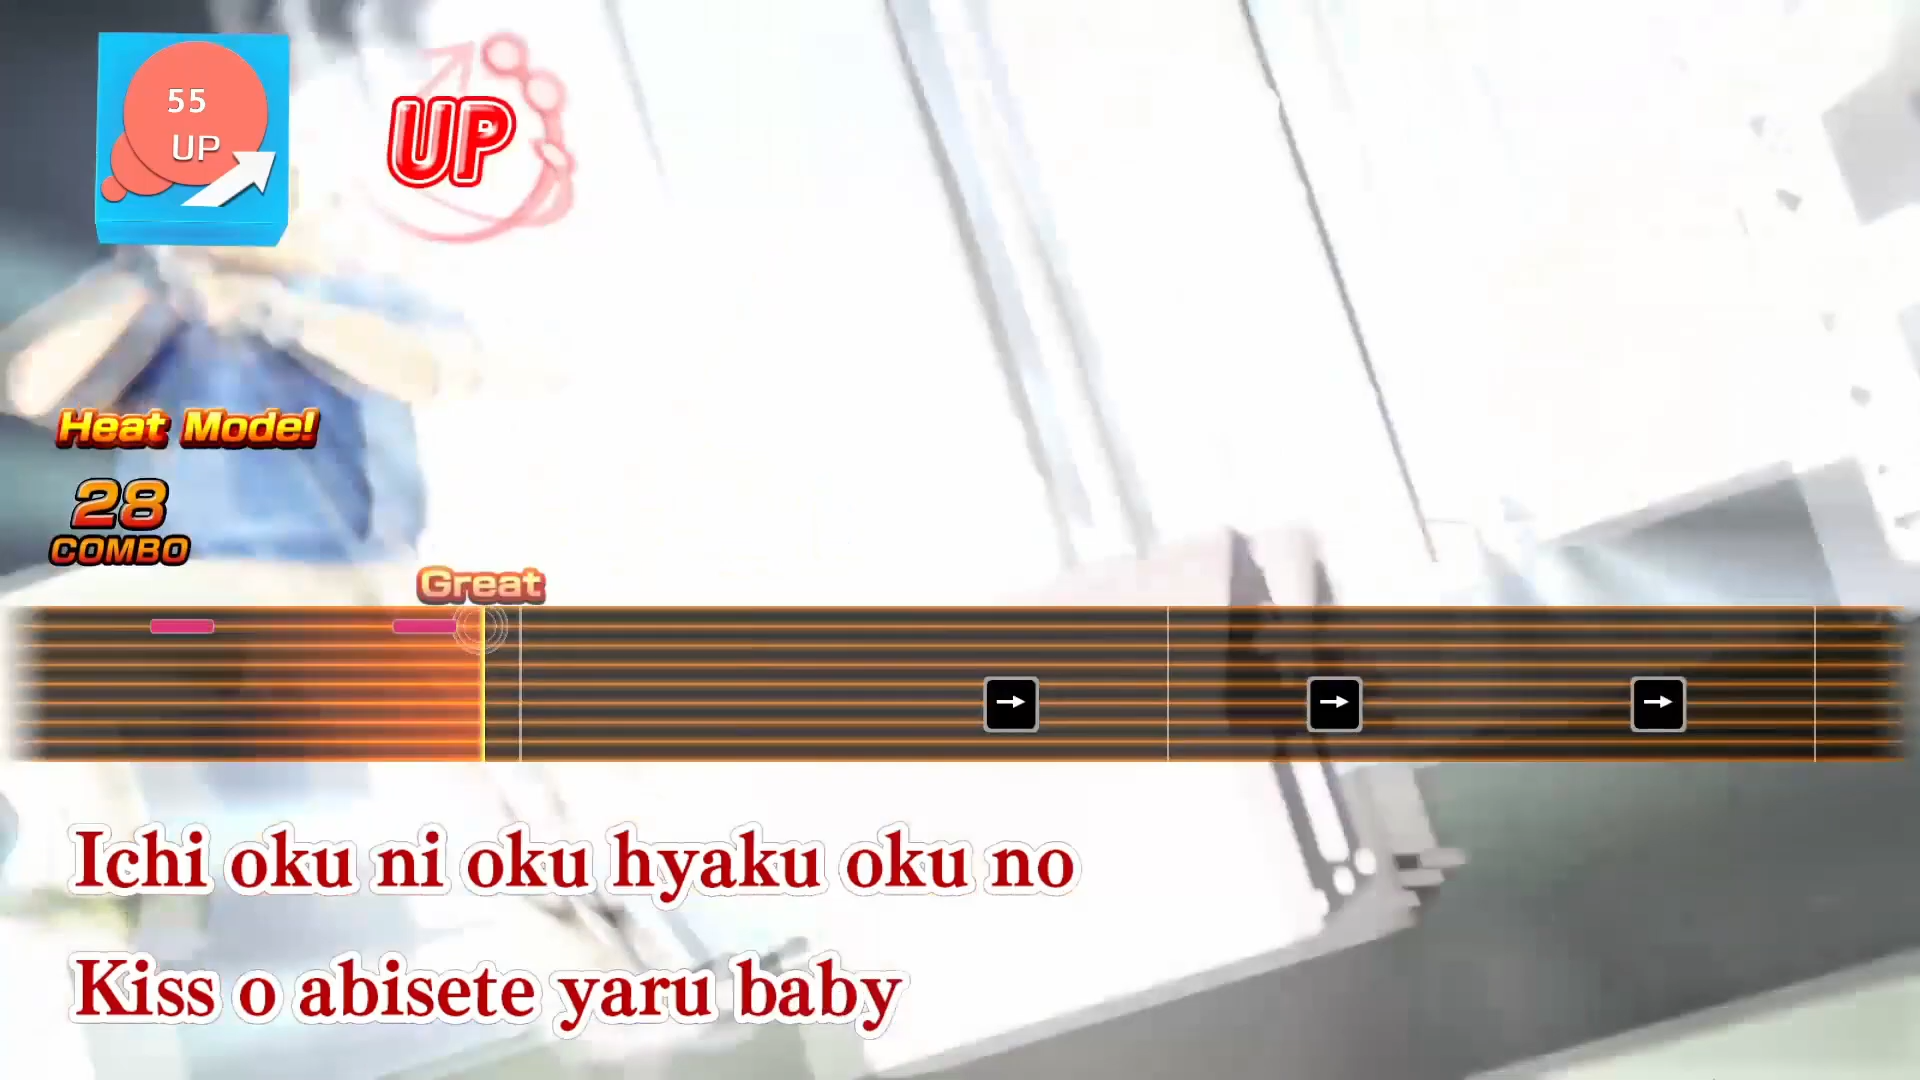 55
UP
UP
Heat Mode!
28
COMBO
Great
Ichi oku ni oku hyaku oku no
Kiss o abisete yaru baby